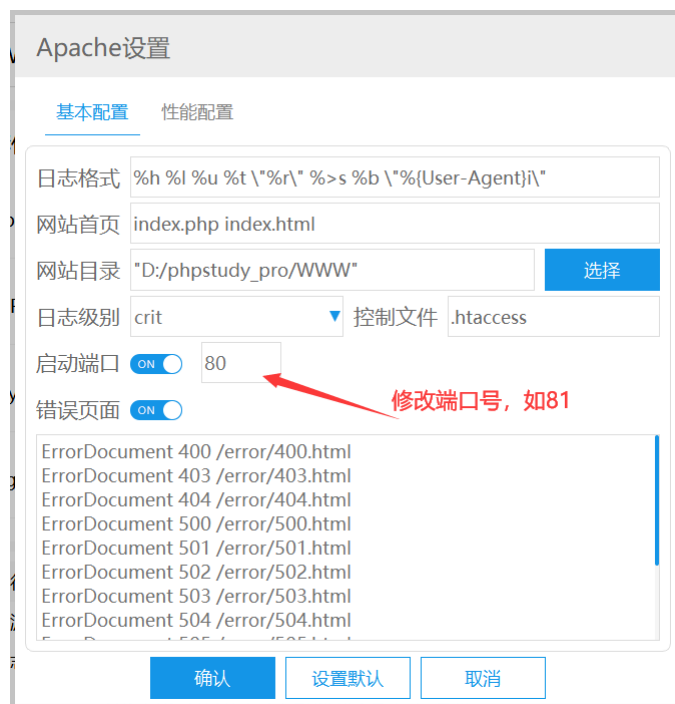 Apache设置
基本配置 性能配置
日志格式 %h %l %u %t \"%r\" %>s %b \"%{User-Agent}i\"
网站首页 index.php index.html
网站目录 "D:/phpstudy_pro/WWW" 选择
日志级别 crit 控制文件 .htaccess
启动端口 ON 80
修改端口号，如81
错误页面 ON
ErrorDocument 400 /error/400.html
ErrorDocument 403 /error/403.html
ErrorDocument 404 /error/404.html
ErrorDocument 500 /error/500.html
ErrorDocument 501 /error/501.html
ErrorDocument 502 /error/502.html
ErrorDocument 503 /error/503.html
ErrorDocument 504 /error/504.html
确认 设置默认 取消